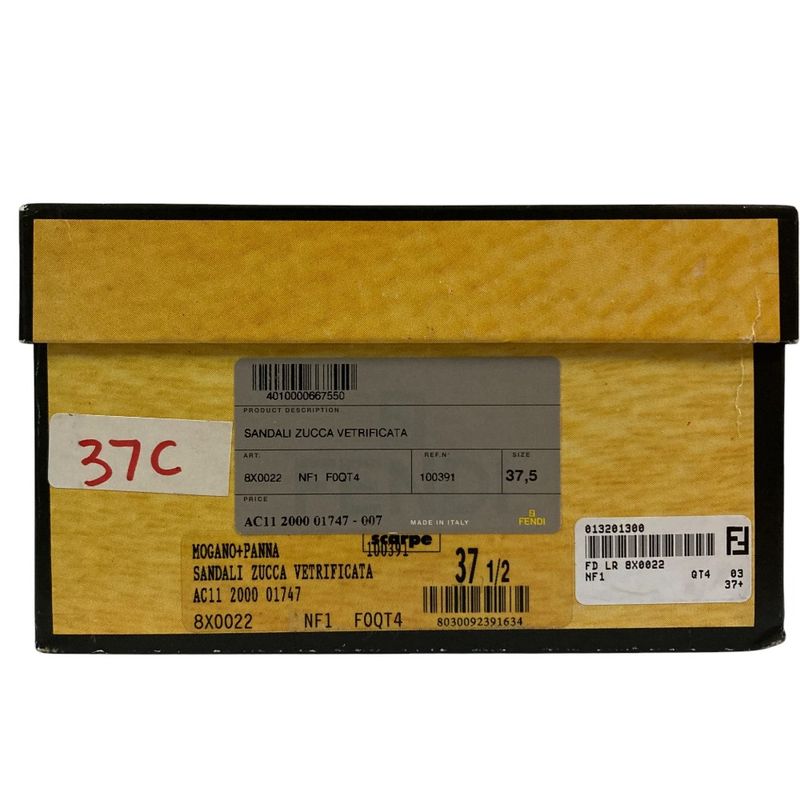 4010000667550
PRODUCT DESCRIPTION
SANDALI ZUCCA VETRIFICATA
ART. REF.N° SIZE
8X0022 NF1 F0QT4 100391 37,5
PRICE
AC11 2000 01747 - 007 MADE IN ITALY FENDI
37C
scarpe
MOGANO+PANNA 100391
SANDALI ZUCCA VETRIFICATA 37 1/2
AC11 2000 01747
8X0022 NF1 F0QT4 8030092391634
013201300
FD LR 8X0022
NF1 QT4 03
37+